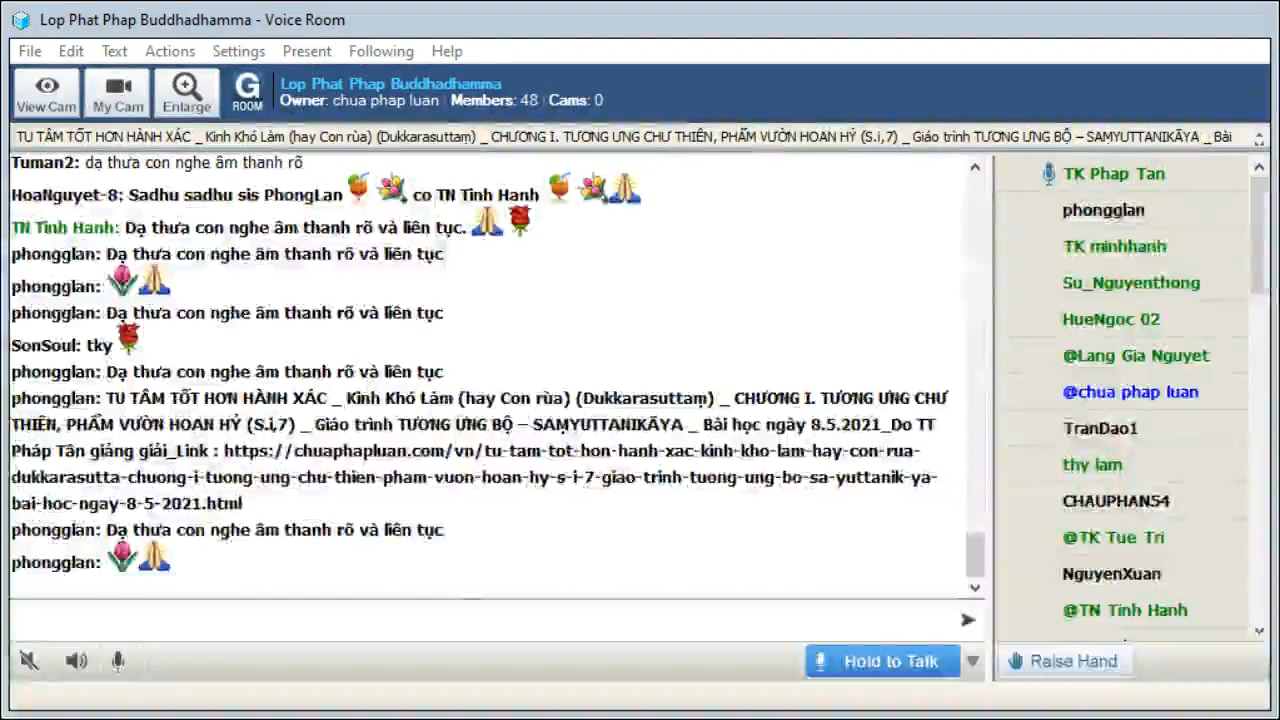 Lop Phat Phap Buddhadhamma - Voice Room
File Edit Text Actions Settings Present Following Help
View Cam My Cam Enlarge G ROOM
Lop Phat Phap Buddhadhamma
Owner: chua phap luan Members: 48 Cams: 0
TU TÂM TỐT HƠN HÀNH XÁC _ Kinh Khó Làm (hay Con rùa) (Dukkarasuttaṃ) _ CHƯƠNG I. TƯƠNG ƯNG CHƯ THIÊN, PHẨM VƯỜN HOAN HỶ (S.i,7) _ Giáo trình TƯƠNG ƯNG BỘ – SAṂYUTTANIKĀYA _ Bài
Tuman2: dạ thưa con nghe âm thanh rõ
HoaNguyet-8: Sadhu sadhu sis PhongLan co TN Tinh Hanh
TN Tinh Hanh: Dạ thưa con nghe âm thanh rõ và liên tục.
phongglan: Dạ thưa con nghe âm thanh rõ và liên tục
phongglan:
phongglan: Dạ thưa con nghe âm thanh rõ và liên tục
SonSoul: tky
phongglan: Dạ thưa con nghe âm thanh rõ và liên tục
phongglan: TU TÂM TỐT HƠN HÀNH XÁC _ Kinh Khó Làm (hay Con rùa) (Dukkarasuttaṃ) _ CHƯƠNG I. TƯƠNG ƯNG CHƯ
THIÊN, PHẨM VƯỜN HOAN HỶ (S.i,7) _ Giáo trình TƯƠNG ƯNG BỘ – SAṂYUTTANIKĀYA _ Bài học ngày 8.5.2021_Do TT
Pháp Tân giảng giải_Link : https://chuaphapluan.com/vn/tu-tam-tot-hon-hanh-xac-kinh-kho-lam-hay-con-rua-
dukkarasutta-chuong-i-tuong-ung-chu-thien-pham-vuon-hoan-hy-s-i-7-giao-trinh-tuong-ung-bo-sa-yuttanik-ya-
bai-hoc-ngay-8-5-2021.html
phongglan: Dạ thưa con nghe âm thanh rõ và liên tục
phongglan:
TK Phap Tan
phongglan
TK minhhanh
Su_Nguyenthong
HueNgoc 02
@Lang Gia Nguyet
@chua phap luan
TranDao1
thy lam
CHAUPHAN54
@TK Tue Tri
NguyenXuan
@TN Tinh Hanh
Hold to Talk
Raise Hand